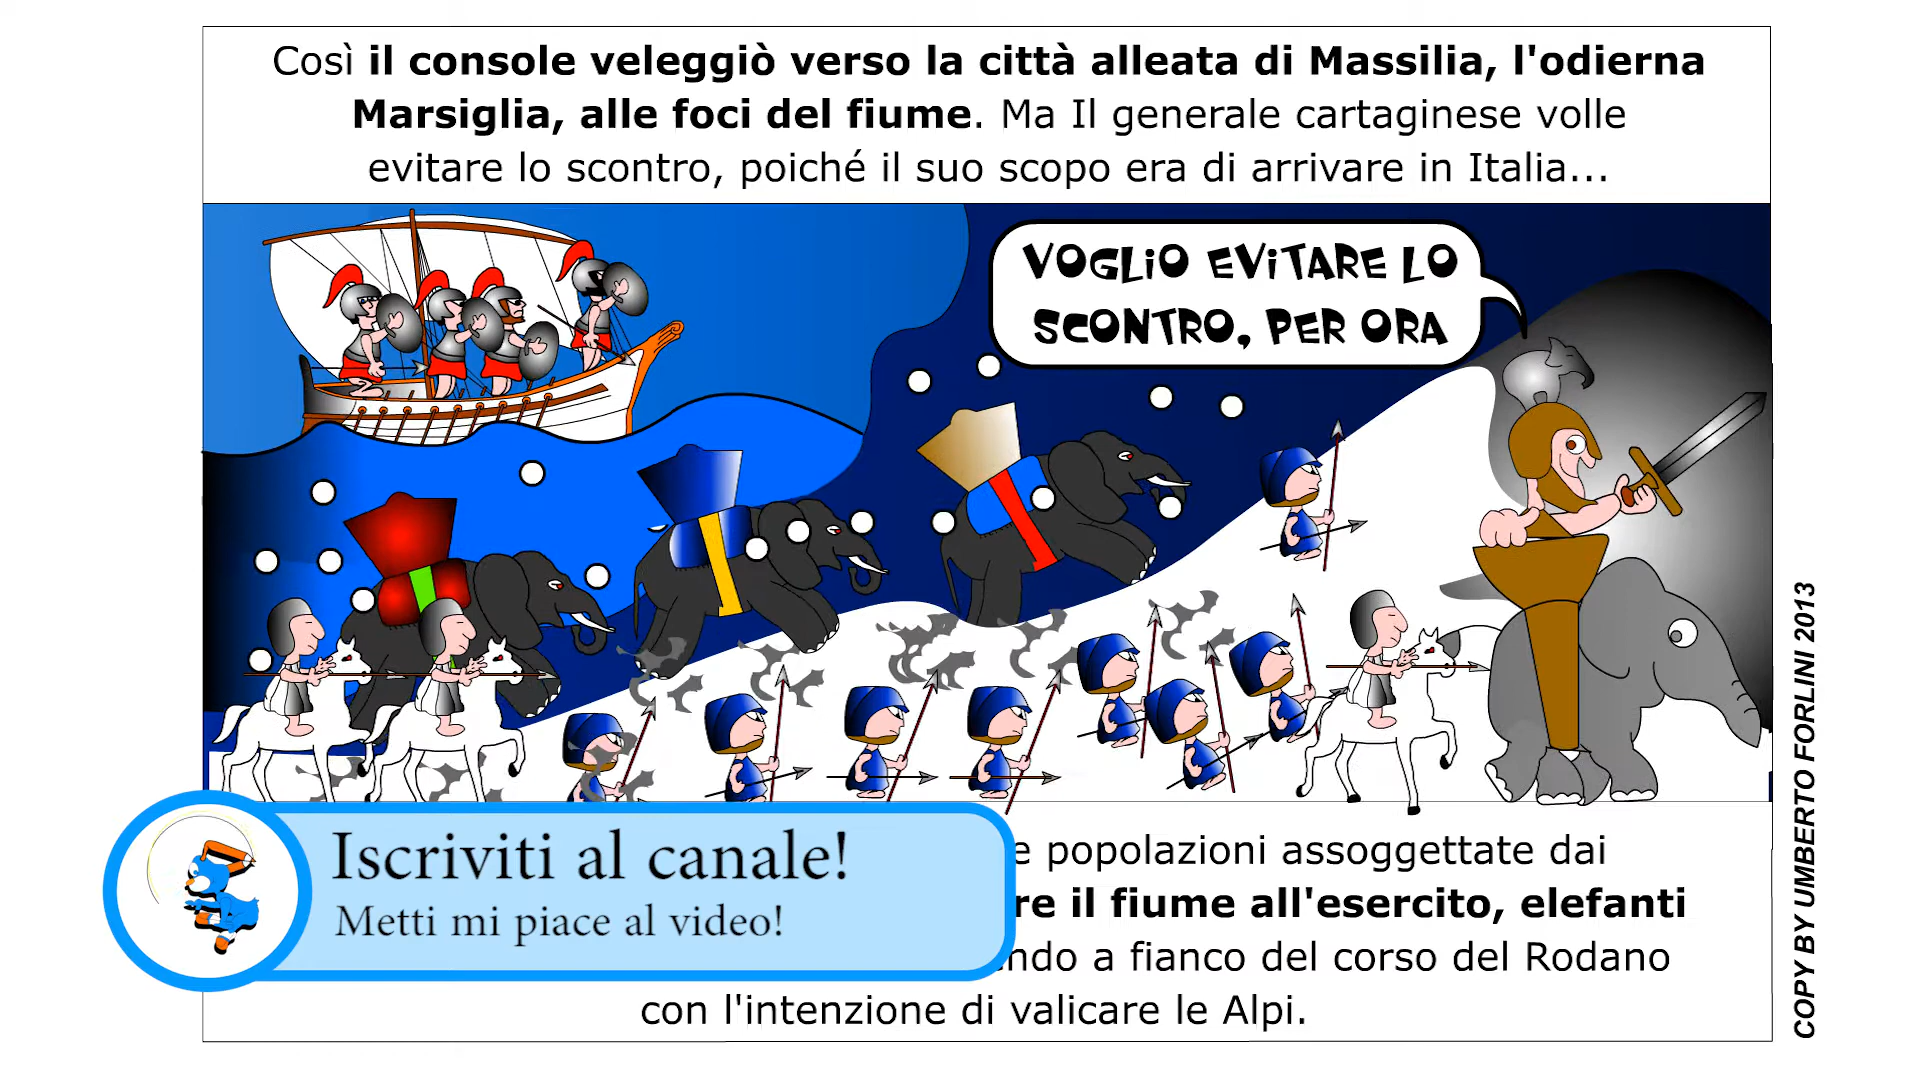 Così il console veleggiò verso la città alleata di Massilia, l'odierna
Marsiglia, alle foci del fiume. Ma Il generale cartaginese volle
evitare lo scontro, poiché il suo scopo era di arrivare in Italia...
VOGLIO EVITARE LO
SCONTRO, PER ORA
e popolazioni assoggettate dai
re il fiume all'esercito, elefanti
ndo a fianco del corso del Rodano
con l'intenzione di valicare le Alpi.
Iscriviti al canale!
Metti mi piace al video!
COPY BY UMBERTO FORLINI 2013